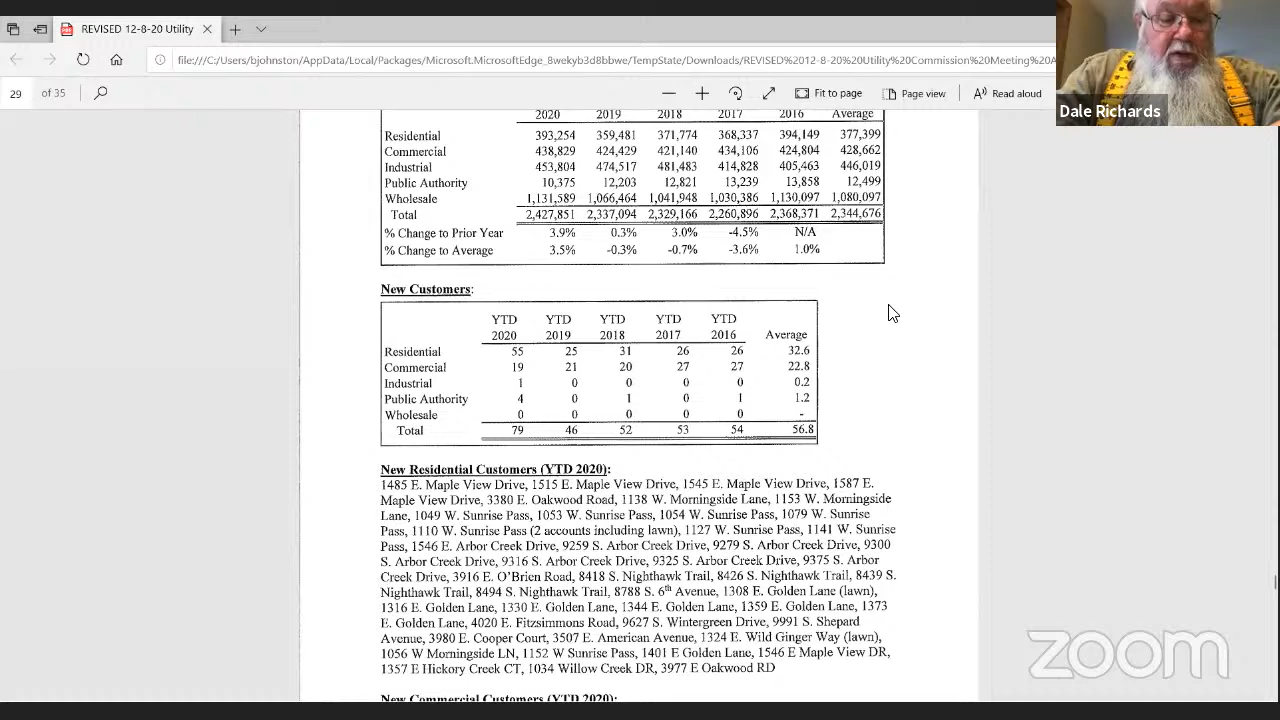 REVISED 12-8-20 Utility
file:///C:/Users/bjohnston/AppData/Local/Packages/Microsoft.MicrosoftEdge_8wekyb3d8bbwe/TempState/Downloads/REVISED%2012-8-20%20Utility%20Commission%20Meeting%20A
29 of 35 Fit to page Page view Read aloud
Dale Richards
2020 2019 2018 2017 2016 Average
Residential 393,254 359,481 371,774 368,337 394,149 377,399
Commercial 438,829 424,429 421,140 434,106 424,804 428,662
Industrial 453,804 474,517 481,483 414,828 405,463 446,019
Public Authority 10,375 12,203 12,821 13,239 13,858 12,499
Wholesale 1,131,589 1,066,464 1,041,948 1,030,386 1,130,097 1,080,097
Total 2,427,851 2,337,094 2,329,166 2,260,896 2,368,371 2,344,676
% Change to Prior Year 3.9% 0.3% 3.0% -4.5% N/A
% Change to Average 3.5% -0.3% -0.7% -3.6% 1.0%
New Customers:
YTD YTD YTD YTD YTD
2020 2019 2018 2017 2016 Average
Residential 55 25 31 26 26 32.6
Commercial 19 21 20 27 27 22.8
Industrial 1 0 0 0 0 0.2
Public Authority 4 0 1 0 1 1.2
Wholesale 0 0 0 0 0 -
Total 79 46 52 53 54 56.8
New Residential Customers (YTD 2020):
1485 E. Maple View Drive, 1515 E. Maple View Drive, 1545 E. Maple View Drive, 1587 E.
Maple View Drive, 3380 E. Oakwood Road, 1138 W. Morningside Lane, 1153 W. Morningside
Lane, 1049 W. Sunrise Pass, 1053 W. Sunrise Pass, 1054 W. Sunrise Pass, 1079 W. Sunrise
Pass, 1110 W. Sunrise Pass (2 accounts including lawn), 1127 W. Sunrise Pass, 1141 W. Sunrise
Pass, 1546 E. Arbor Creek Drive, 9259 S. Arbor Creek Drive, 9279 S. Arbor Creek Drive, 9300
S. Arbor Creek Drive, 9316 S. Arbor Creek Drive, 9325 S. Arbor Creek Drive, 9375 S. Arbor
Creek Drive, 3916 E. O'Brien Road, 8418 S. Nighthawk Trail, 8426 S. Nighthawk Trail, 8439 S.
Nighthawk Trail, 8494 S. Nighthawk Trail, 8788 S. 6th Avenue, 1308 E. Golden Lane (lawn),
1316 E. Golden Lane, 1330 E. Golden Lane, 1344 E. Golden Lane, 1359 E. Golden Lane, 1373
E. Golden Lane, 4020 E. Fitzsimmons Road, 9627 S. Wintergreen Drive, 9991 S. Shepard
Avenue, 3980 E. Cooper Court, 3507 E. American Avenue, 1324 E. Wild Ginger Way (lawn),
1056 W Morningside LN, 1152 W Sunrise Pass, 1401 E Golden Lane, 1546 E Maple View DR,
1357 E Hickory Creek CT, 1034 Willow Creek DR, 3977 E Oakwood RD
New Commercial Customers (YTD 2020):
zoom